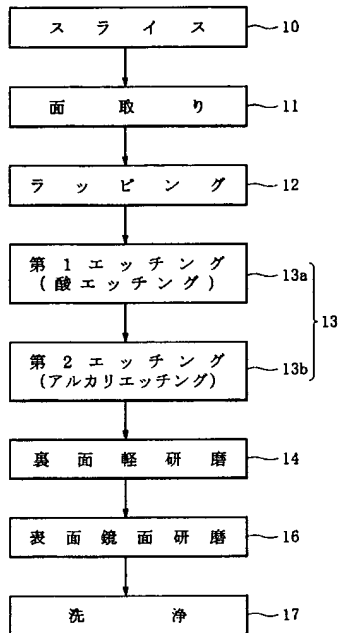 スライス 10
面取り 11
ラッピング 12
第1エッチング
(酸エッチング) 13a
13
第2エッチング
(アルカリエッチング) 13b
裏面軽研磨 14
表面鏡面研磨 16
洗浄 17